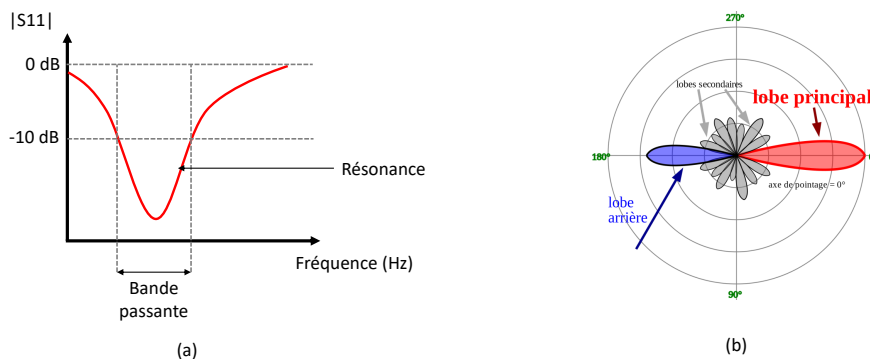 |S11|
0 dB
-10 dB
Résonance
Fréquence (Hz)
Bande
passante
(a)
270°
lobes secondaires
lobe principal
180°
axe de pointage = 0°
lobe
arrière
90°
(b)